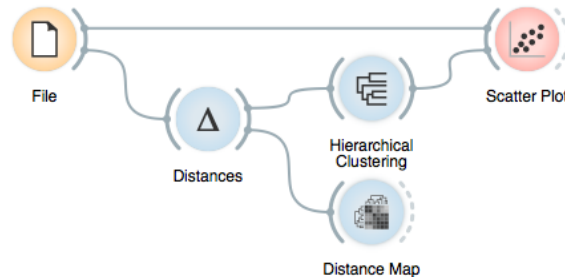 File
Scatter Plot
Distances
Hierarchical
Clustering
Distance Map